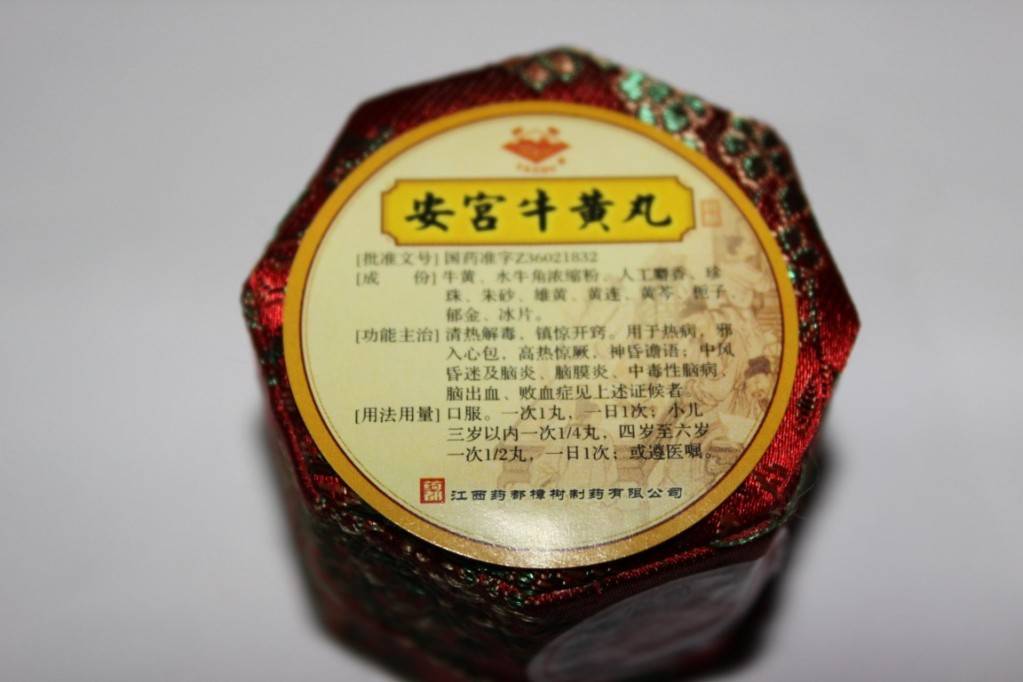 安宫牛黄丸
[批准文号] 国药准字Z36021832
[成　份] 牛黄、水牛角浓缩粉、人工麝香、珍
珠、朱砂、雄黄、黄连、黄芩、栀子、
郁金、冰片。
[功能主治] 清热解毒，镇惊开窍。用于热病，邪
入心包，高热惊厥，神昏谵语；中风
昏迷及脑炎、脑膜炎、中毒性脑病、
脑出血、败血症见上述证候者。
[用法用量] 口服。一次1丸，一日1次；小儿
三岁以内一次1/4丸，四岁至六岁
一次1/2丸，一日1次；或遵医嘱。
药都 江西药都樟树制药有限公司